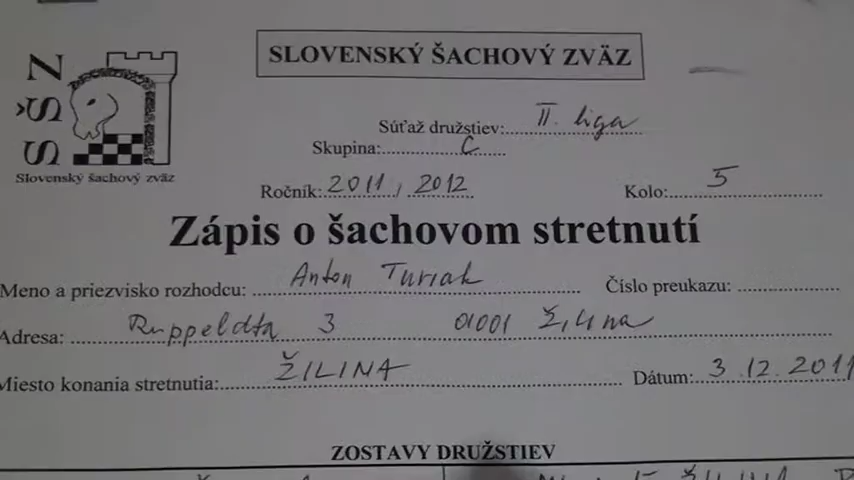 SLOVENSKÝ ŠACHOVÝ ZVÄZ
SŠZ
Slovenský šachový zväz
Súťaž družstiev: II. liga
Skupina: C
Ročník: 2011, 2012 Kolo: 5
Zápis o šachovom stretnutí
Meno a priezvisko rozhodcu: Anton Turiak Číslo preukazu:
Adresa: Ruppeldta 3 01001 Žilina
Miesto konania stretnutia: ŽILINA Dátum: 3.12.2011
ZOSTAVY DRUŽSTIEV